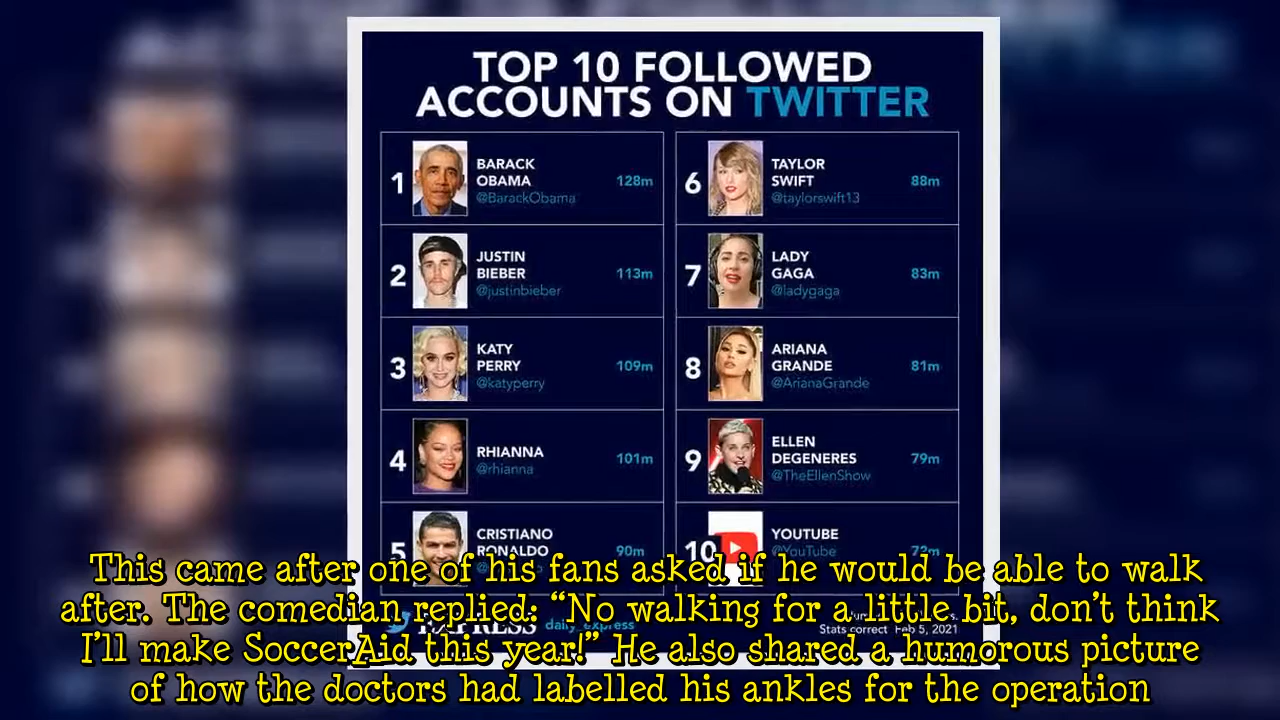 TOP 10 FOLLOWED
ACCOUNTS ON TWITTER
1
BARACK
OBAMA
128m
@BarackObama
2
JUSTIN
BIEBER
113m
@justinbieber
3
KATY
PERRY
109m
@katyperry
4
RHIANNA
101m
@rhianna
5
CRISTIANO
RONALDO
90m
6
TAYLOR
SWIFT
88m
@taylorswift13
7
LADY
GAGA
83m
@ladygaga
8
ARIANA
GRANDE
81m
@ArianaGrande
9
ELLEN
DEGENERES
79m
@TheEllenShow
10
YOUTUBE
@YouTube
72m
EXPRESS
daily_express
Stats correct Feb 5, 2021
This came after one of his fans asked if he would be able to walk
after. The comedian replied: “No walking for a little bit, don’t think
I’ll make SoccerAid this year!” He also shared a humorous picture
of how the doctors had labelled his ankles for the operation